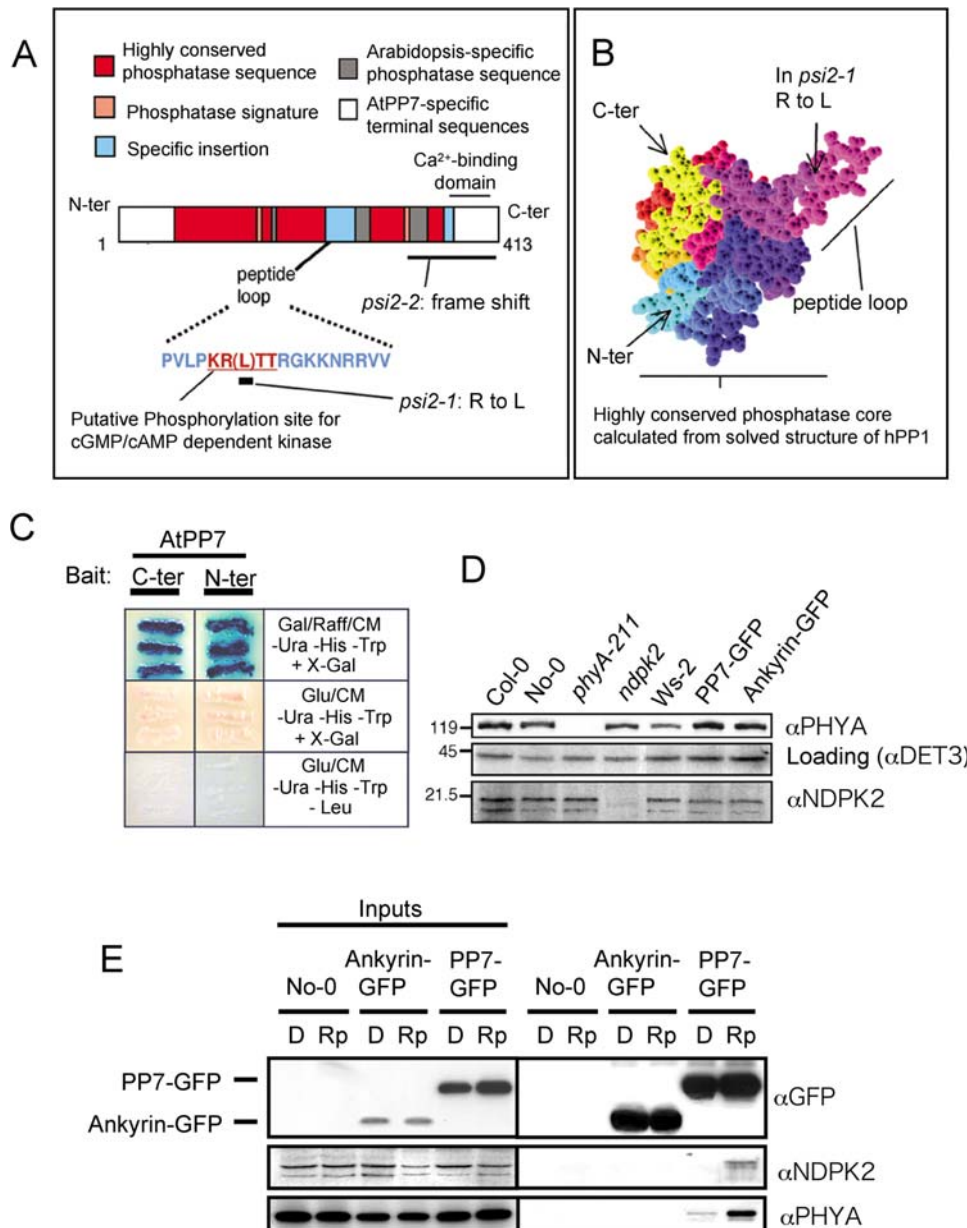 A
Highly conserved
phosphatase sequence
Phosphatase signature
Specific insertion
Arabidopsis-specific
phosphatase sequence
AtPP7-specific
terminal sequences
Ca²⁺-binding
domain
N-ter
1
C-ter
413
peptide
loop
psi2-2: frame shift
PVLPKR(L)TTRGKKNRRVV
psi2-1: R to L
Putative Phosphorylation site for
cGMP/cAMP dependent kinase
B
In psi2-1
R to L
C-ter
peptide loop
N-ter
Highly conserved phosphatase core
calculated from solved structure of hPP1
C
AtPP7
Bait: C-ter N-ter
Gal/Raff/CM
-Ura -His -Trp
+ X-Gal
Glu/CM
-Ura -His -Trp
+ X-Gal
Glu/CM
-Ura -His -Trp
- Leu
D
Col-0 No-0 phyA-211 ndpk2 Ws-2 PP7-GFP Ankyrin-GFP
119 αPHYA
45 Loading (αDET3)
21.5 αNDPK2
E
Inputs
No-0 Ankyrin-GFP PP7-GFP No-0 Ankyrin-GFP PP7-GFP
D Rp D Rp D Rp D Rp D Rp D Rp
PP7-GFP
Ankyrin-GFP
αGFP
αNDPK2
αPHYA